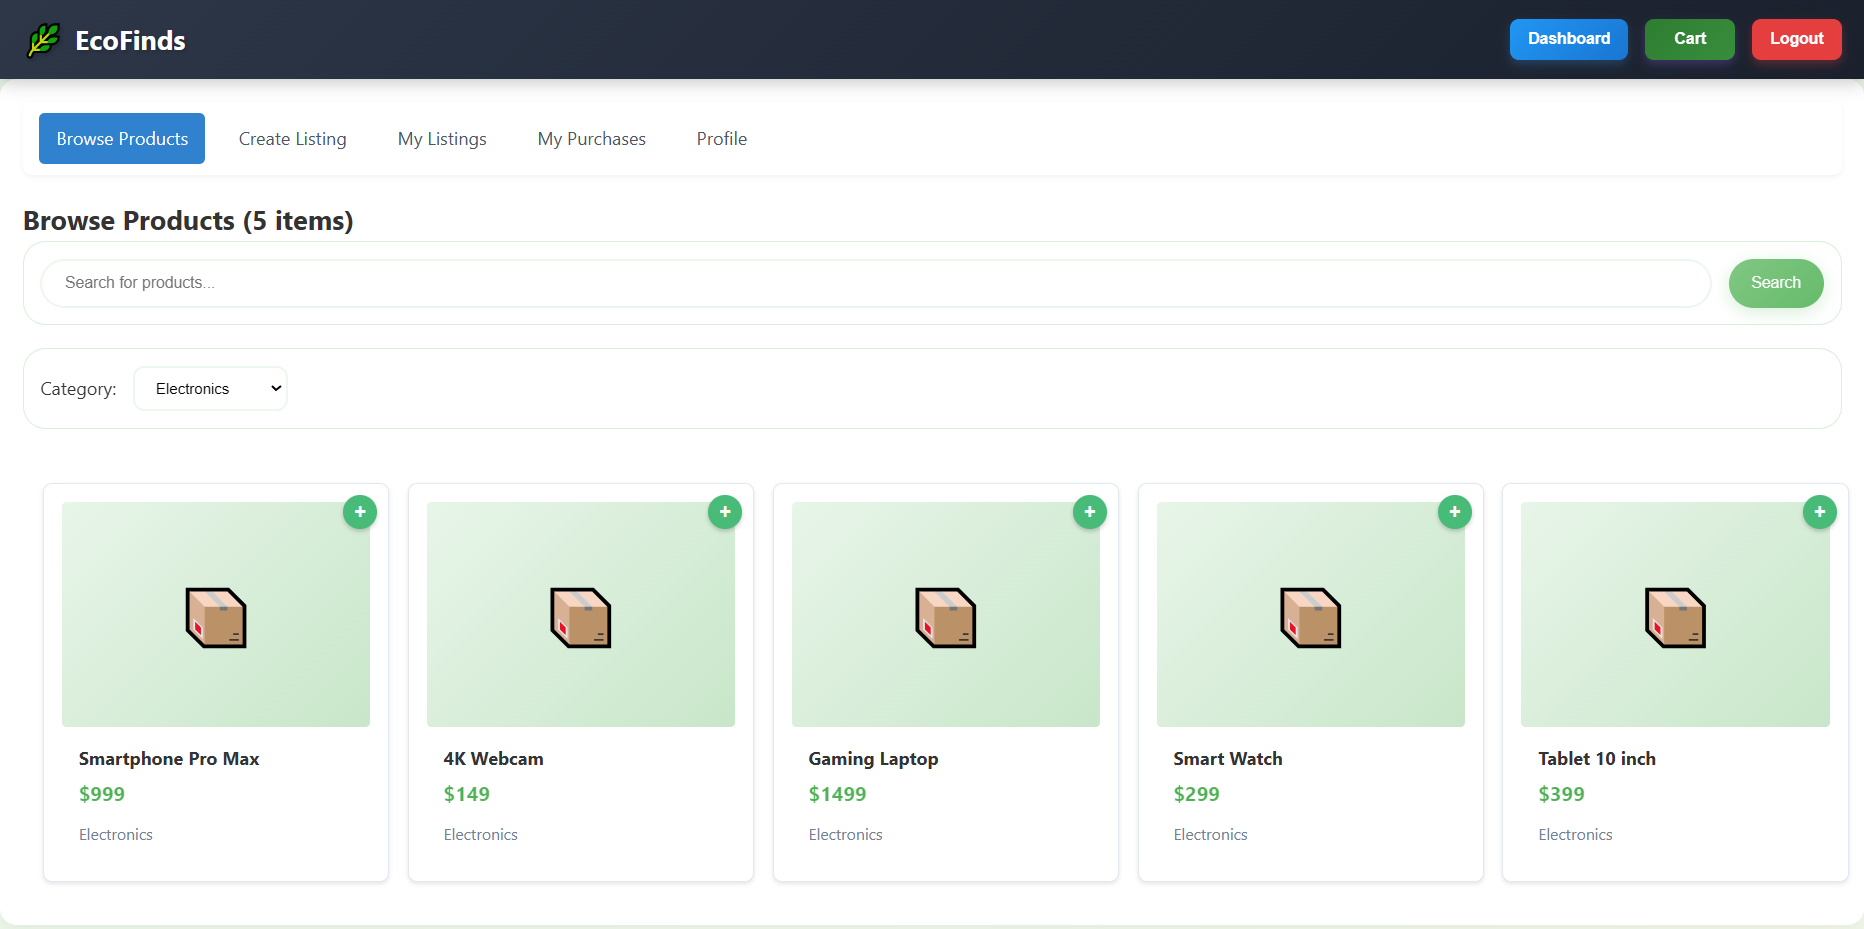 EcoFinds
Dashboard
Cart
Logout
Browse Products
Create Listing
My Listings
My Purchases
Profile
Browse Products (5 items)
Search for products...
Search
Category:
Electronics
+
Smartphone Pro Max
$999
Electronics
+
4K Webcam
$149
Electronics
+
Gaming Laptop
$1499
Electronics
+
Smart Watch
$299
Electronics
+
Tablet 10 inch
$399
Electronics